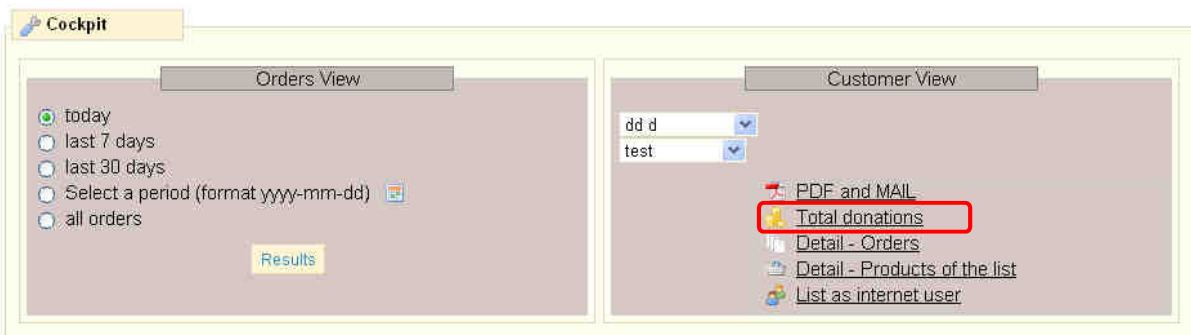 Cockpit
Orders View
today
last 7 days
last 30 days
Select a period (format yyyy-mm-dd)
all orders
Results
Customer View
dd d
test
PDF and MAIL
Total donations
Detail - Orders
Detail - Products of the list
List as internet user